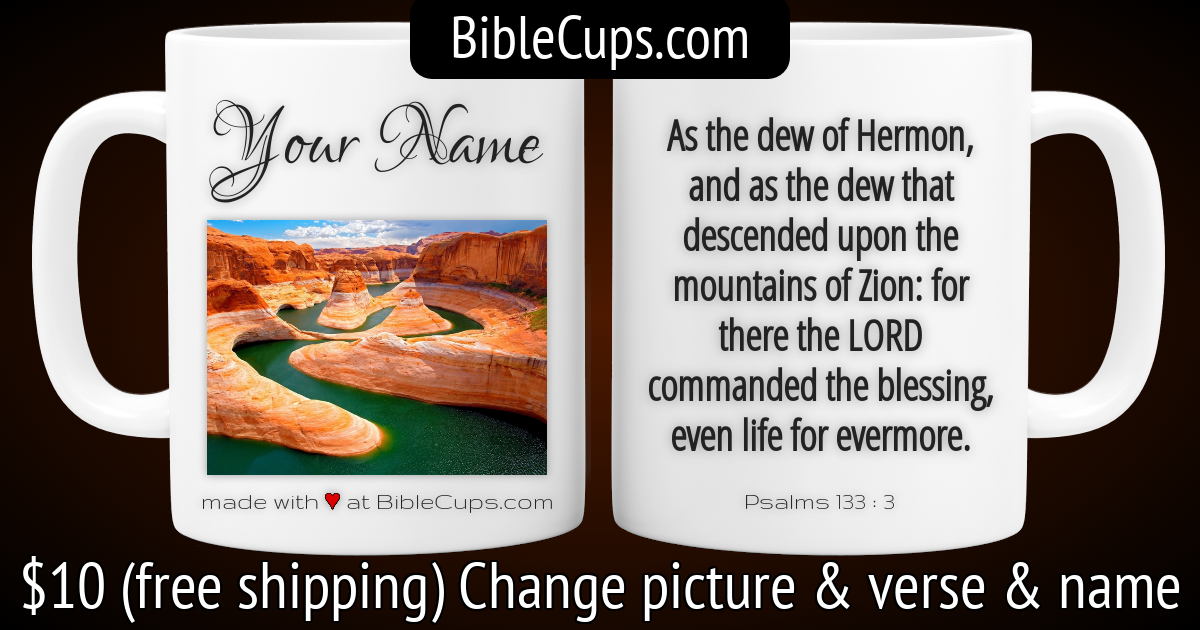 BibleCups.com
Your Name
made with ♥ at BibleCups.com
As the dew of Hermon,
and as the dew that
descended upon the
mountains of Zion: for
there the LORD
commanded the blessing,
even life for evermore.
Psalms 133 : 3
$10 (free shipping) Change picture & verse & name